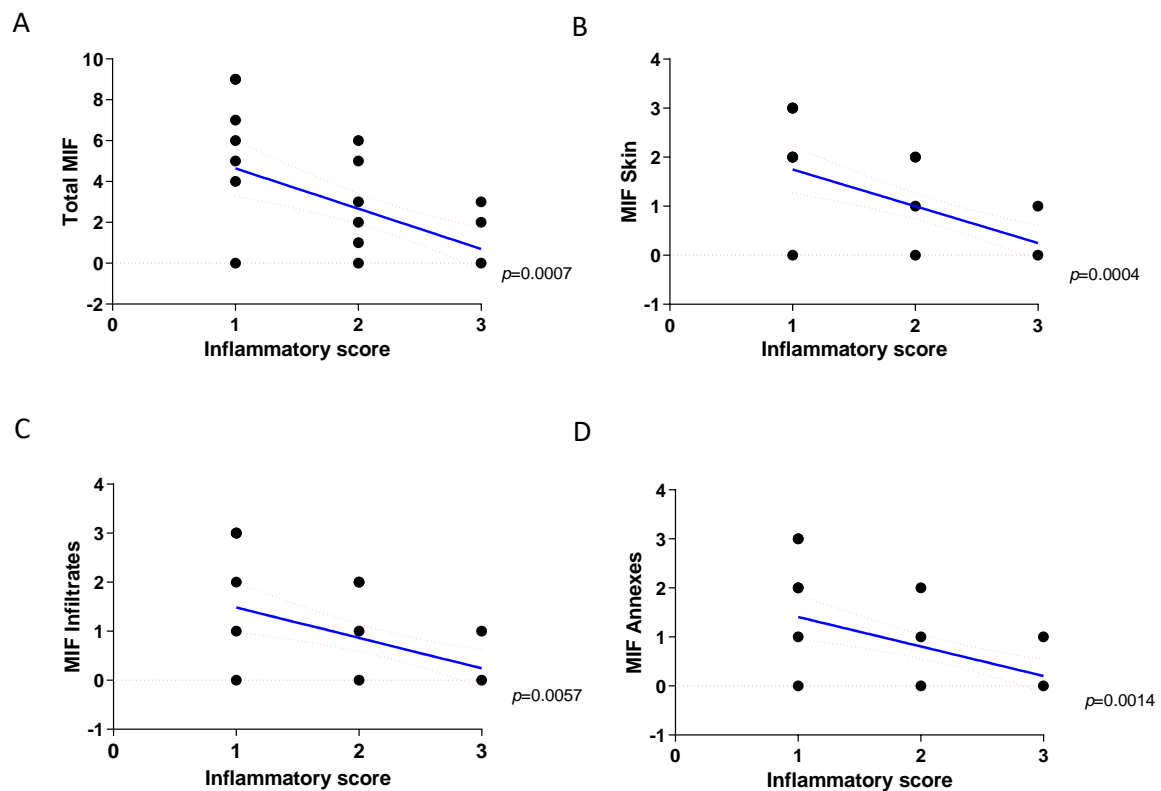 A
10
8
6
4
2
0
-2
Total MIF
0 1 2 3
Inflammatory score
p=0.0007
B
4
3
2
1
0
-1
MIF Skin
0 1 2 3
Inflammatory score
p=0.0004
C
4
3
2
1
0
-1
MIF Infiltrates
0 1 2 3
Inflammatory score
p=0.0057
D
4
3
2
1
0
-1
MIF Annexes
0 1 2 3
Inflammatory score
p=0.0014